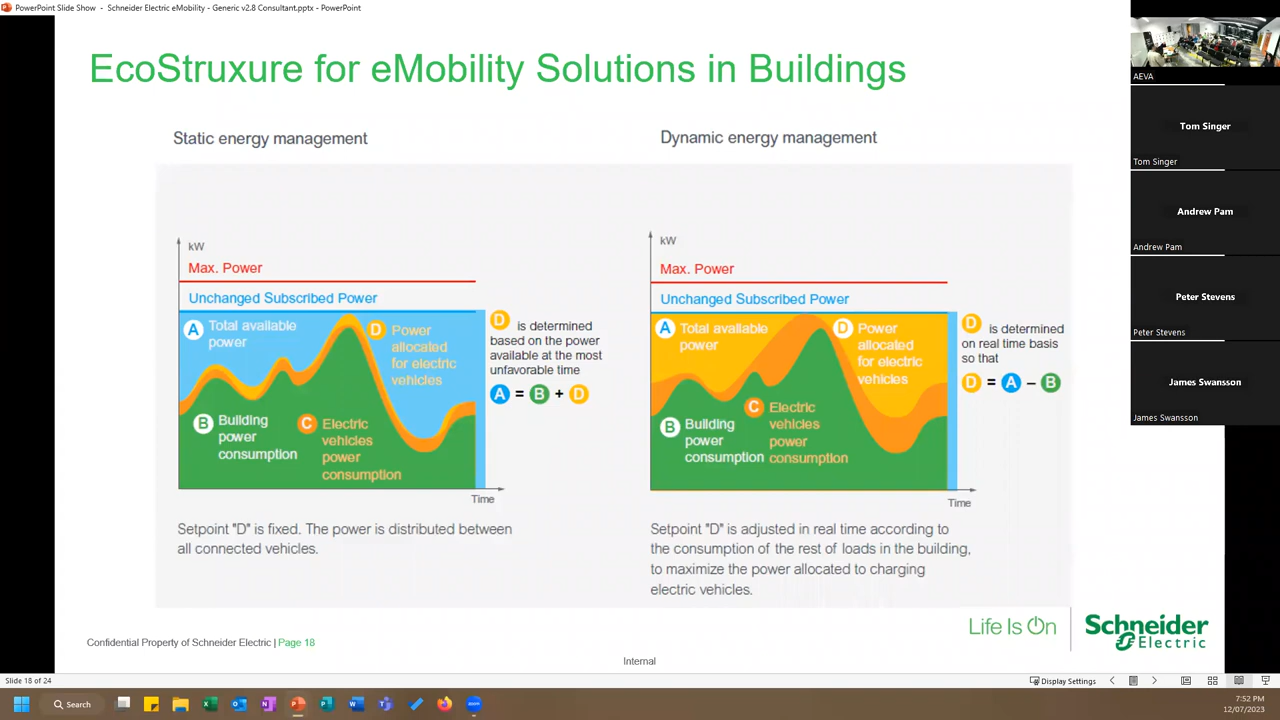 PowerPoint Slide Show - Schneider Electric eMobility - Generic v2.8 Consultant.pptx - PowerPoint
EcoStruxure for eMobility Solutions in Buildings
Static energy management
kW
Max. Power
Unchanged Subscribed Power
A Total available
power
D Power
allocated
for electric
vehicles
B Building
power
consumption
C Electric
vehicles
power
consumption
Time
D is determined
based on the power
available at the most
unfavorable time
A = B + D
Setpoint "D" is fixed. The power is distributed between
all connected vehicles.
Dynamic energy management
kW
Max. Power
Unchanged Subscribed Power
A Total available
power
D Power
allocated
for electric
vehicles
B Building
power
consumption
C Electric
vehicles
power
consumption
Time
D is determined
on real time basis
so that
D = A – B
Setpoint "D" is adjusted in real time according to
the consumption of the rest of loads in the building,
to maximize the power allocated to charging
electric vehicles.
Confidential Property of Schneider Electric | Page 18
Internal
Life Is On
Schneider
Electric
AEVA
Tom Singer
Tom Singer
Andrew Pam
Andrew Pam
Peter Stevens
Peter Stevens
James Swansson
James Swansson
Slide 18 of 24
Display Settings
Search
7:52 PM
12/07/2023